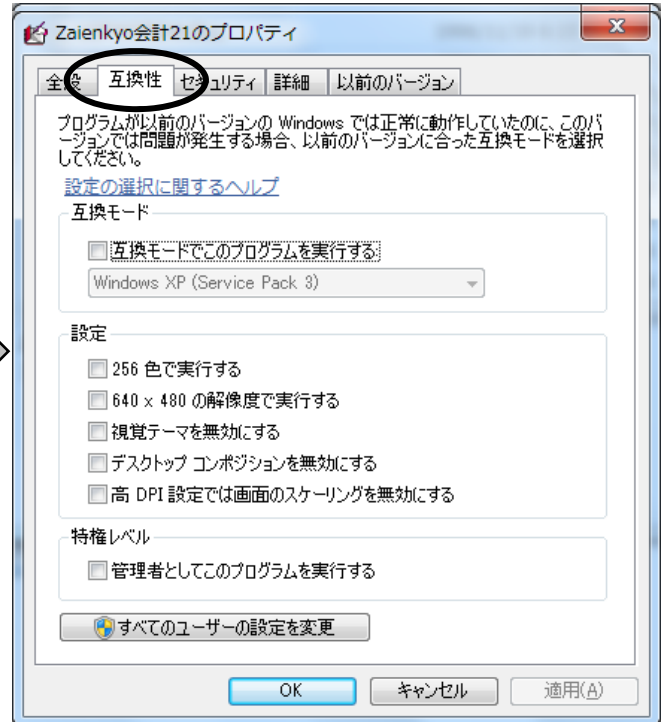 Zaienkyo会計21のプロパティ
全般 互換性 セキュリティ 詳細 以前のバージョン
プログラムが以前のバージョンの Windows では正常に動作していたのに、このバ
ージョンでは問題が発生する場合、以前のバージョンに合った互換モードを選択
してください。
設定の選択に関するヘルプ
互換モード
互換モードでこのプログラムを実行する:
Windows XP (Service Pack 3)
設定
256 色で実行する
640 x 480 の解像度で実行する
視覚テーマを無効にする
デスクトップ コンポジションを無効にする
高 DPI 設定では画面のスケーリングを無効にする
特権レベル
管理者としてこのプログラムを実行する
すべてのユーザーの設定を変更
OK キャンセル 適用(A)